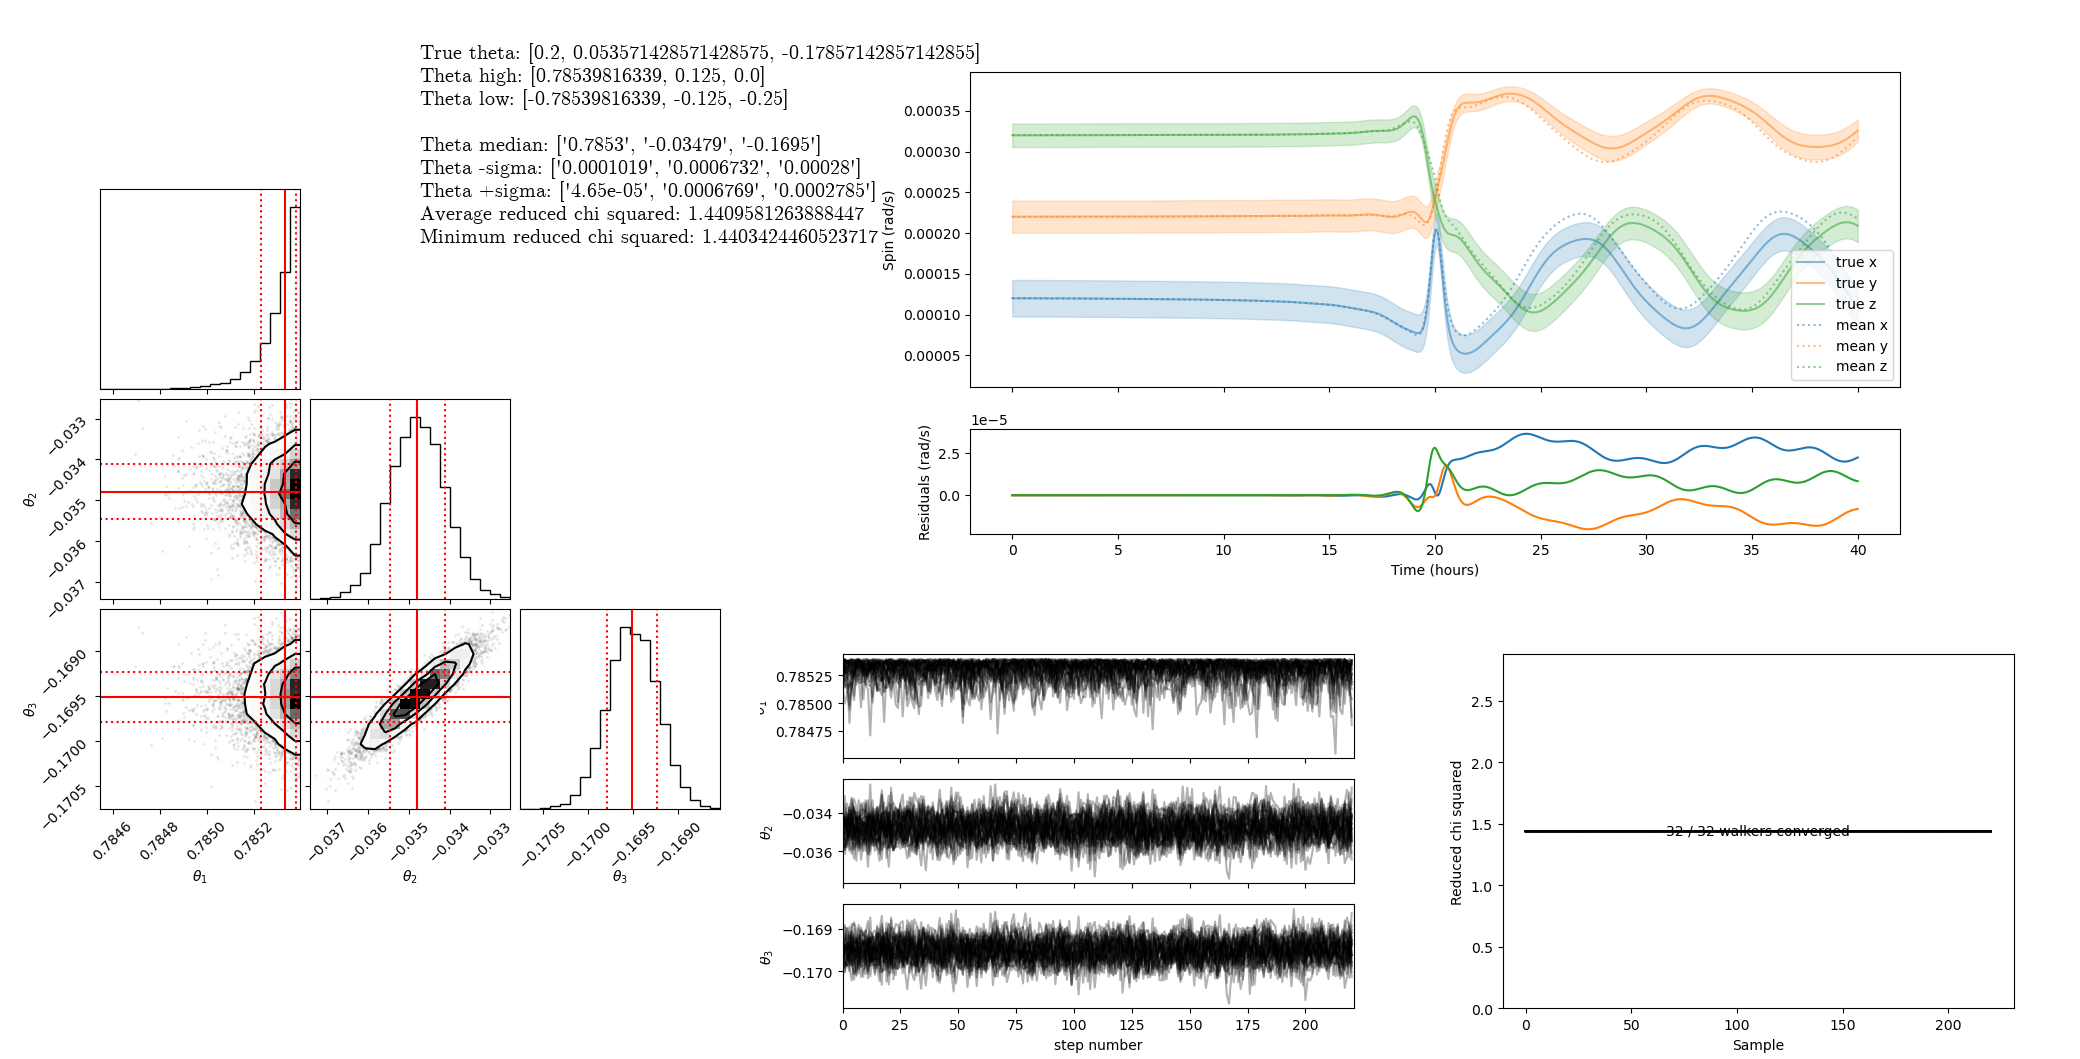 True theta: [0.2, 0.053571428571428575, -0.17857142857142855]
Theta high: [0.78539816339, 0.125, 0.0]
Theta low: [-0.78539816339, -0.125, -0.25]
Theta median: ['0.7853', '-0.03479', '-0.1695']
Theta -sigma: ['0.0001019', '0.0006732', '0.00028']
Theta +sigma: ['4.65e-05', '0.0006769', '0.0002785']
Average reduced chi squared: 1.4409581263888447
Minimum reduced chi squared: 1.4403424460523717
−0.033
−0.034
−0.035
−0.036
−0.037
θ2
−0.1690
−0.1695
−0.1700
−0.1705
θ3
0.7846
0.7848
0.7850
0.7852
θ1
−0.037
−0.036
−0.035
−0.034
−0.033
θ2
−0.1705
−0.1700
−0.1695
−0.1690
θ3
Spin (rad/s)
0.00035
0.00030
0.00025
0.00020
0.00015
0.00010
0.00005
true x
true y
true z
mean x
mean y
mean z
1e−5
Residuals (rad/s)
2.5
0.0
0 5 10 15 20 25 30 35 40
Time (hours)
0.78525
0.78500
0.78475
−0.034
−0.036
θ2
−0.169
−0.170
θ3
0 25 50 75 100 125 150 175 200
step number
Reduced chi squared
2.5
2.0
1.5
1.0
0.5
0.0
32 / 32 walkers converged
0 50 100 150 200
Sample